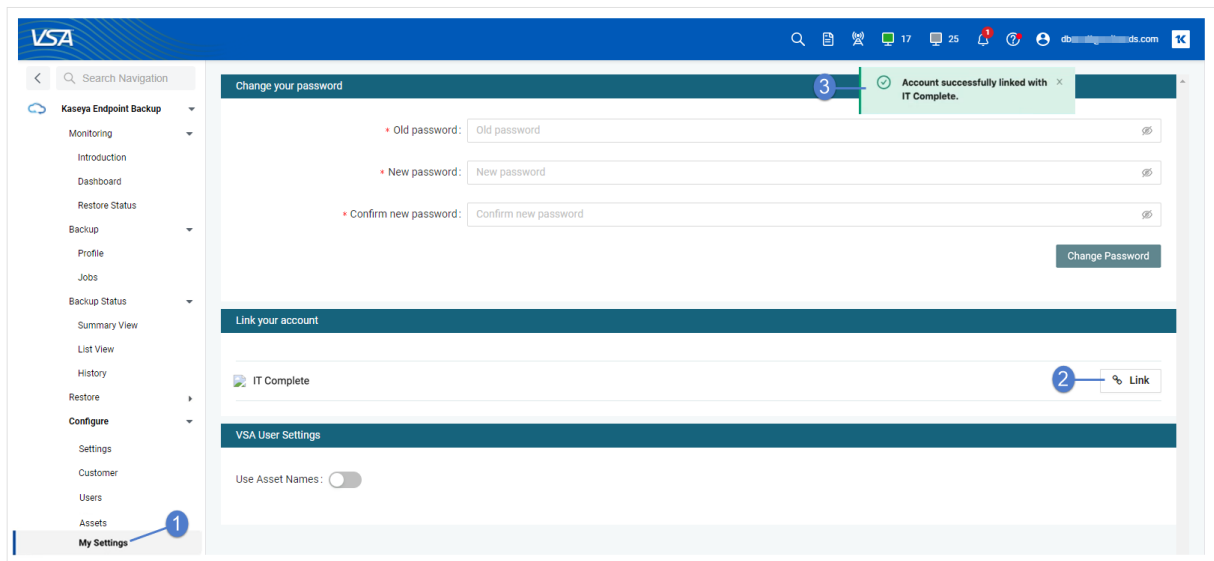 VSA
17
25
1
Search Navigation
Kaseya Endpoint Backup
Monitoring
Introduction
Dashboard
Restore Status
Backup
Profile
Jobs
Backup Status
Summary View
List View
History
Restore
Configure
Settings
Customer
Users
Assets
My Settings
1
Change your password
3
Account successfully linked with
IT Complete.
* Old password: Old password
* New password: New password
* Confirm new password: Confirm new password
Change Password
Link your account
IT Complete
2
Link
VSA User Settings
Use Asset Names: